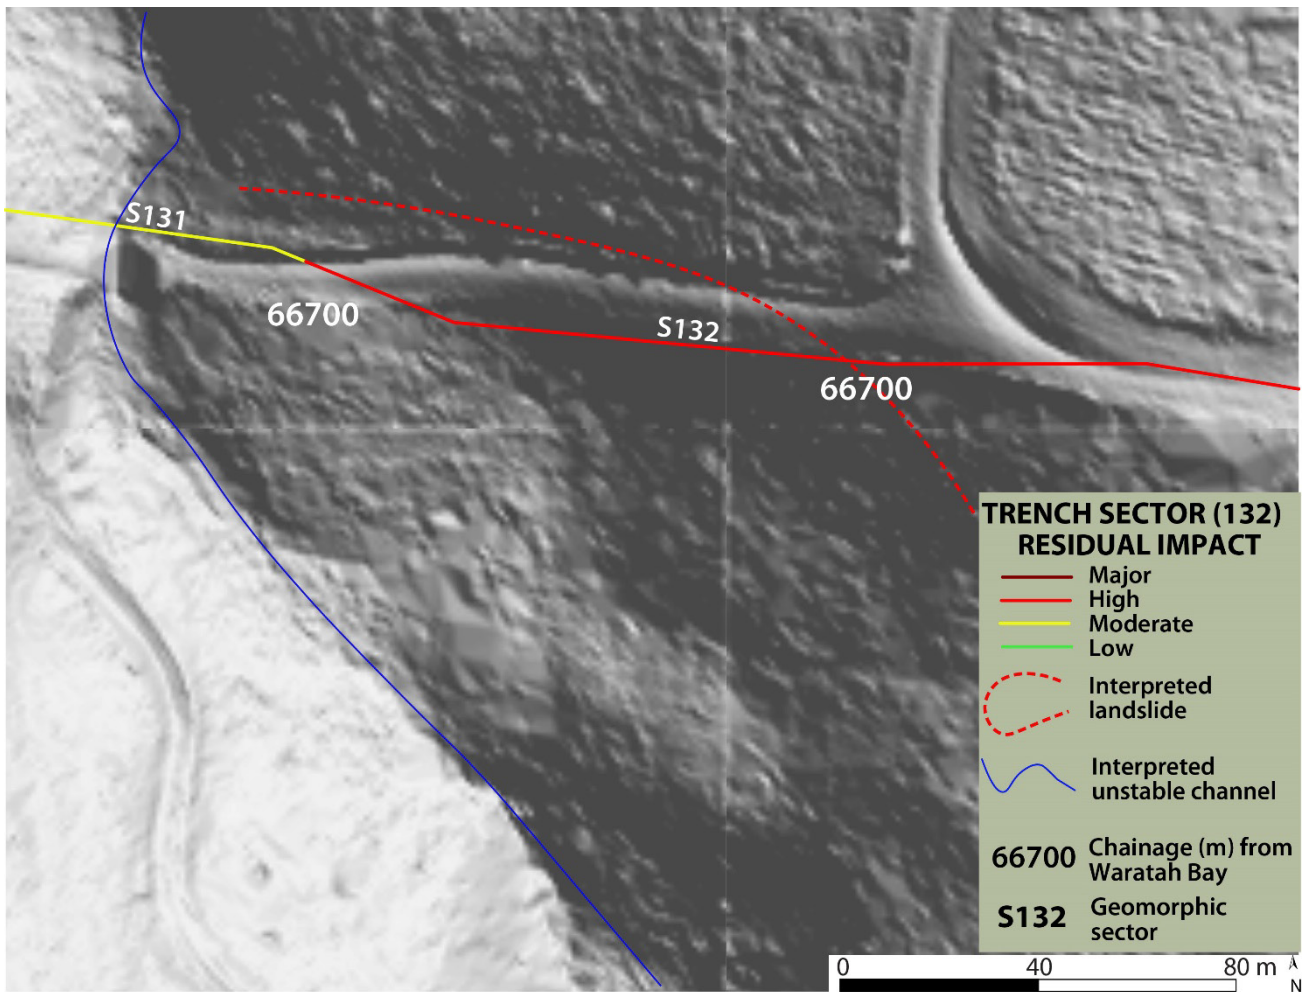 S131
66700
S132
66700
TRENCH SECTOR (132)
RESIDUAL IMPACT
Major
High
Moderate
Low
Interpreted
landslide
Interpreted
unstable channel
66700 Chainage (m) from
Waratah Bay
S132 Geomorphic
sector
0 40 80 m
N